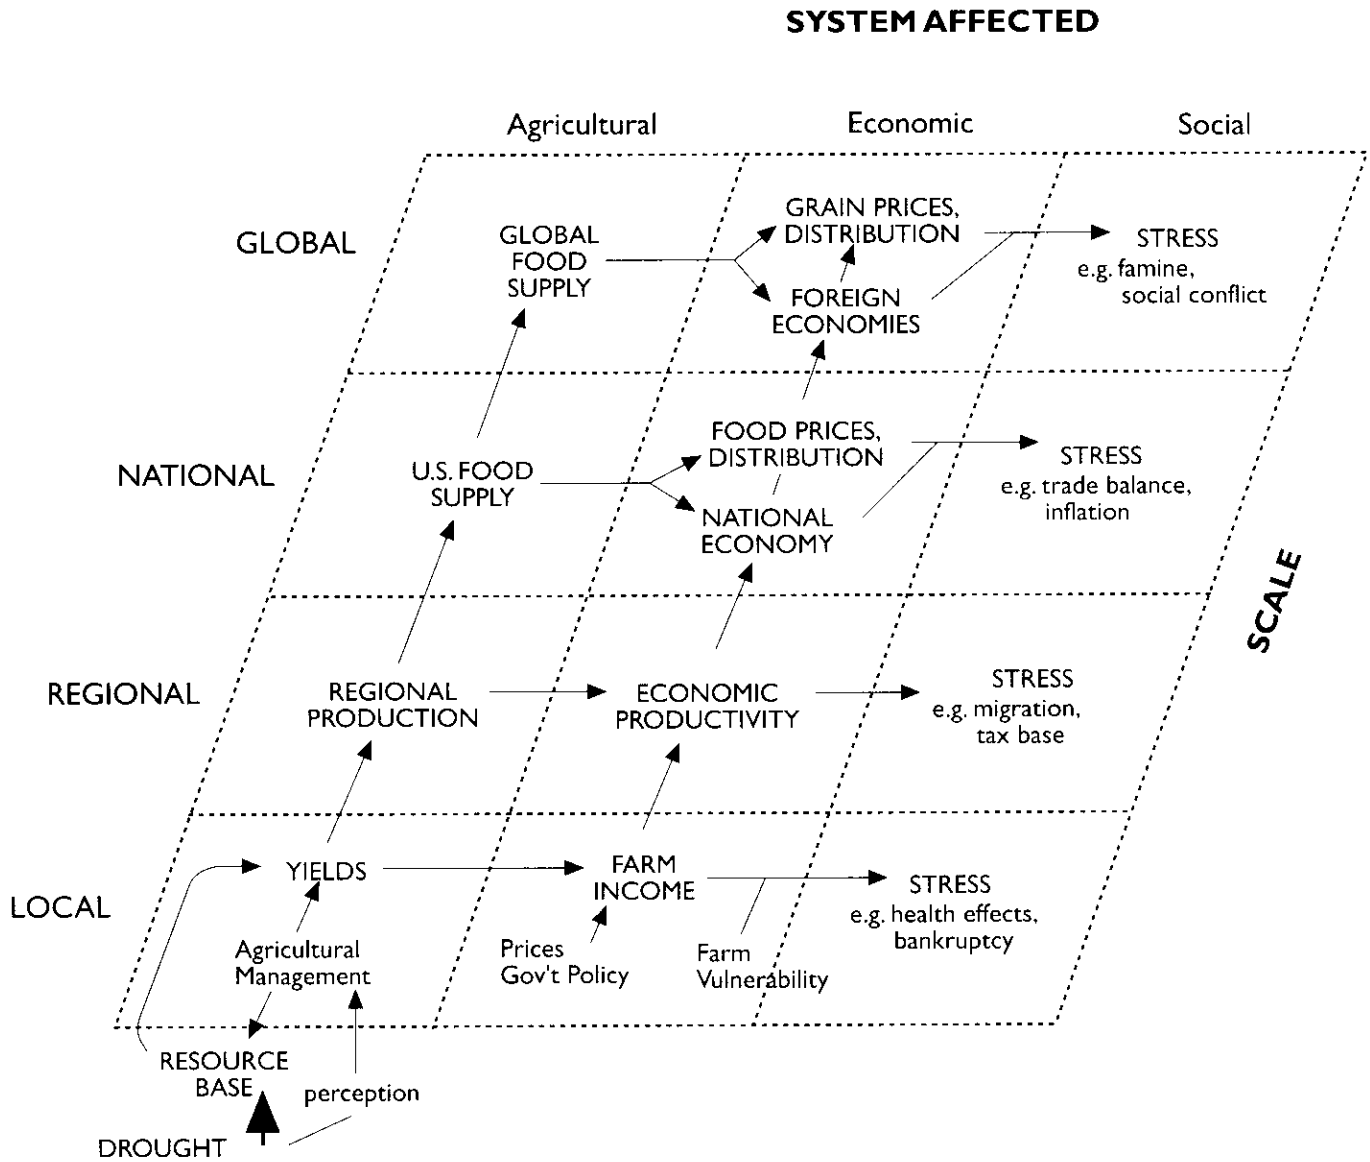 SYSTEM AFFECTED
Agricultural
Economic
Social
GLOBAL
GLOBAL
FOOD
SUPPLY
GRAIN PRICES,
DISTRIBUTION
FOREIGN
ECONOMIES
STRESS
e.g. famine,
social conflict
NATIONAL
U.S. FOOD
SUPPLY
FOOD PRICES,
DISTRIBUTION
NATIONAL
ECONOMY
STRESS
e.g. trade balance,
inflation
SCALE
REGIONAL
REGIONAL
PRODUCTION
ECONOMIC
PRODUCTIVITY
STRESS
e.g. migration,
tax base
LOCAL
YIELDS
FARM
INCOME
STRESS
e.g. health effects,
bankruptcy
Agricultural
Management
Prices
Gov't Policy
Farm
Vulnerability
RESOURCE
BASE
perception
DROUGHT